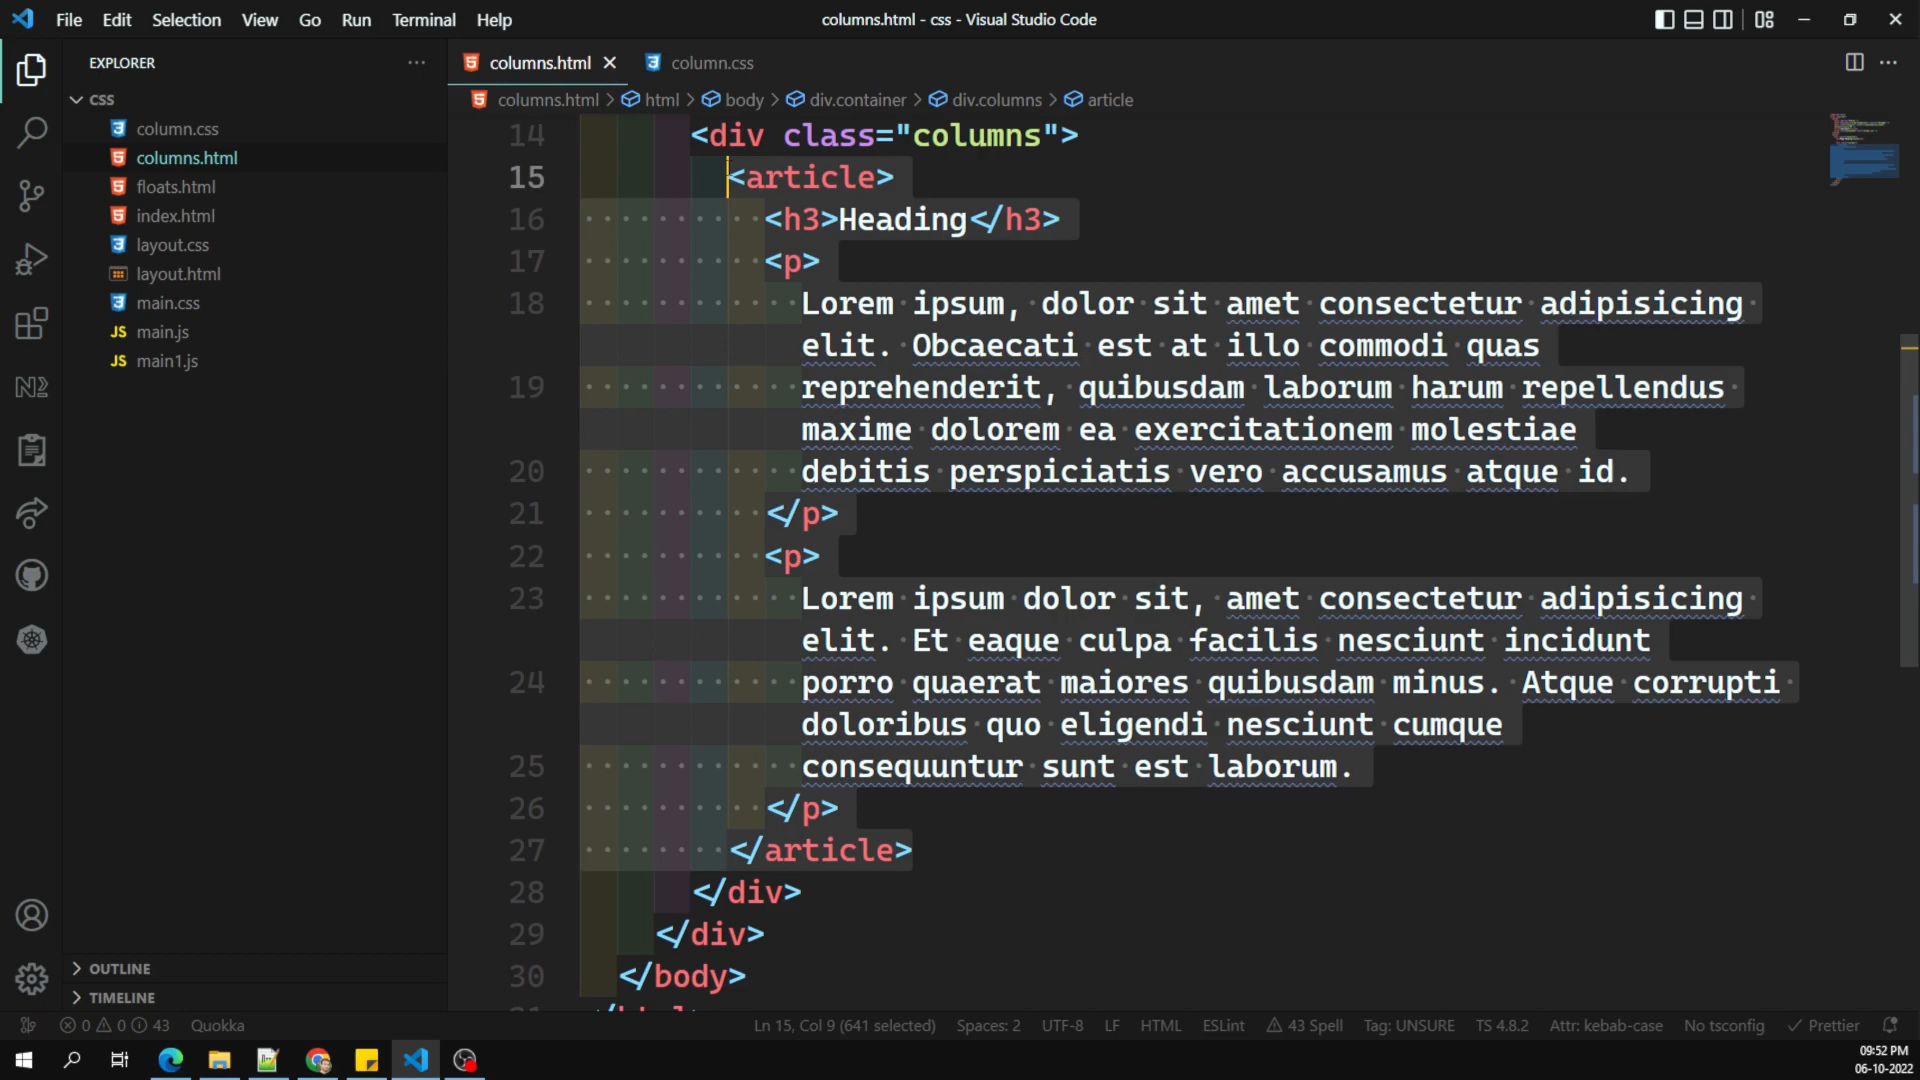 File Edit Selection View Go Run Terminal Help
columns.html - css - Visual Studio Code
EXPLORER
CSS
column.css
columns.html
floats.html
index.html
layout.css
layout.html
main.css
JS main.js
JS main1.js
OUTLINE
TIMELINE
columns.html
column.css
columns.html > html > body > div.container > div.columns > article
14 <div class="columns">
15 <article>
16 <h3>Heading</h3>
17 <p>
18 Lorem ipsum, dolor sit amet consectetur adipisicing
elit. Obcaecati est at illo commodi quas
19 reprehenderit, quibusdam laborum harum repellendus
maxime dolorem ea exercitationem molestiae
20 debitis perspiciatis vero accusamus atque id.
21 </p>
22 <p>
23 Lorem ipsum dolor sit, amet consectetur adipisicing
elit. Et eaque culpa facilis nesciunt incidunt
24 porro quaerat maiores quibusdam minus. Atque corrupti
doloribus quo eligendi nesciunt cumque
25 consequuntur sunt est laborum.
26 </p>
27 </article>
28 </div>
29 </div>
30 </body>
0 0 43 Quokka
Ln 15, Col 9 (641 selected) Spaces: 2 UTF-8 LF HTML ESLint 43 Spell Tag: UNSURE TS 4.8.2 Attr: kebab-case No tsconfig Prettier
09:52 PM
06-10-2022